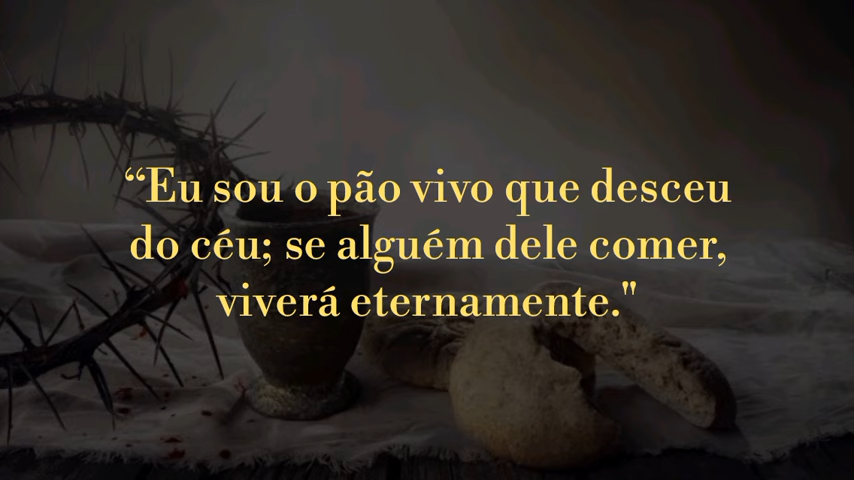 “Eu sou o pão vivo que desceu
do céu; se alguém dele comer,
viverá eternamente."